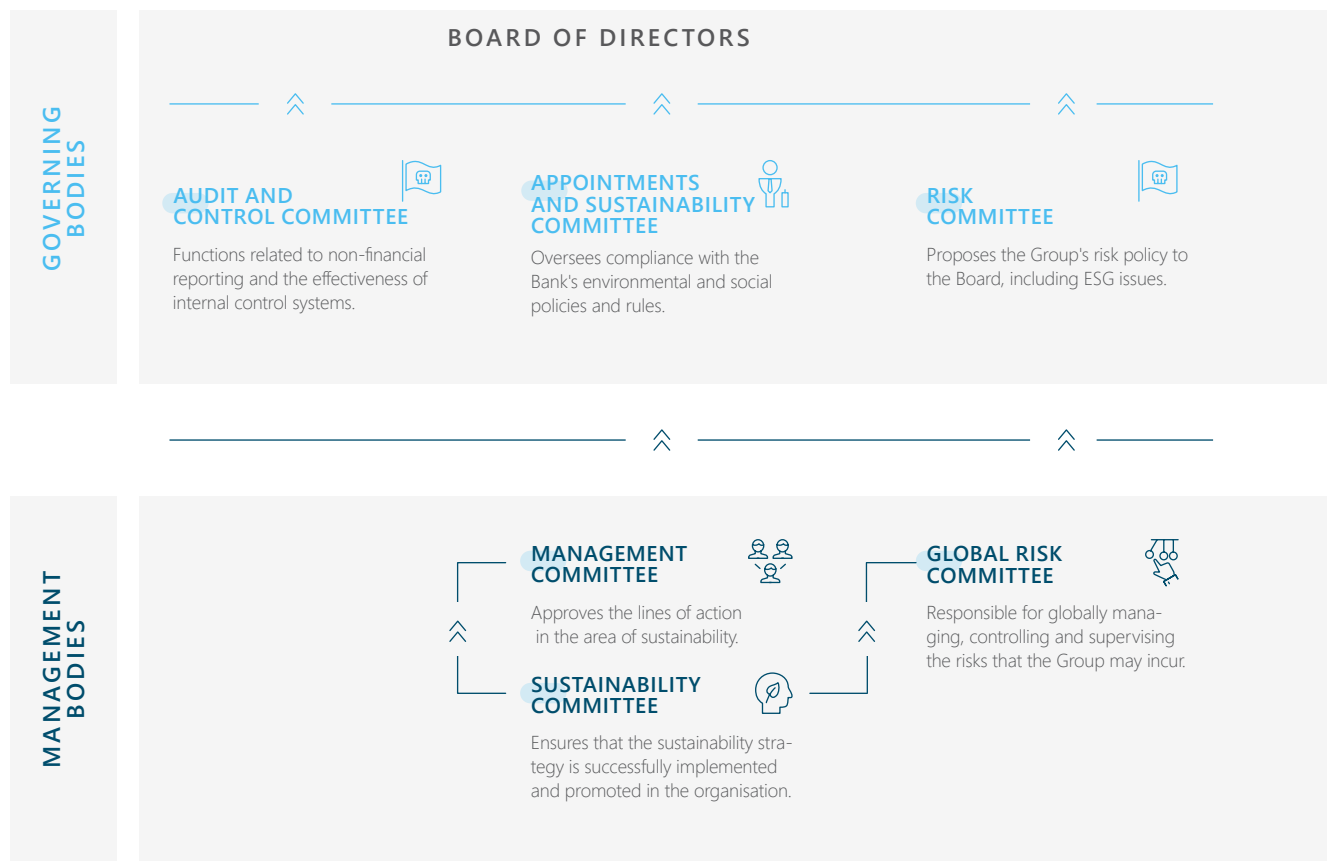 BOARD OF DIRECTORS
GOVERNING
BODIES
AUDIT AND
CONTROL COMMITTEE
Functions related to non-financial
reporting and the effectiveness of
internal control systems.
APPOINTMENTS
AND SUSTAINABILITY
COMMITTEE
Oversees compliance with the
Bank's environmental and social
policies and rules.
RISK
COMMITTEE
Proposes the Group's risk policy to
the Board, including ESG issues.
MANAGEMENT
BODIES
MANAGEMENT
COMMITTEE
Approves the lines of action
in the area of sustainability.
SUSTAINABILITY
COMMITTEE
Ensures that the sustainability stra-
tegy is successfully implemented
and promoted in the organisation.
GLOBAL RISK
COMMITTEE
Responsible for globally mana-
ging, controlling and supervising
the risks that the Group may incur.